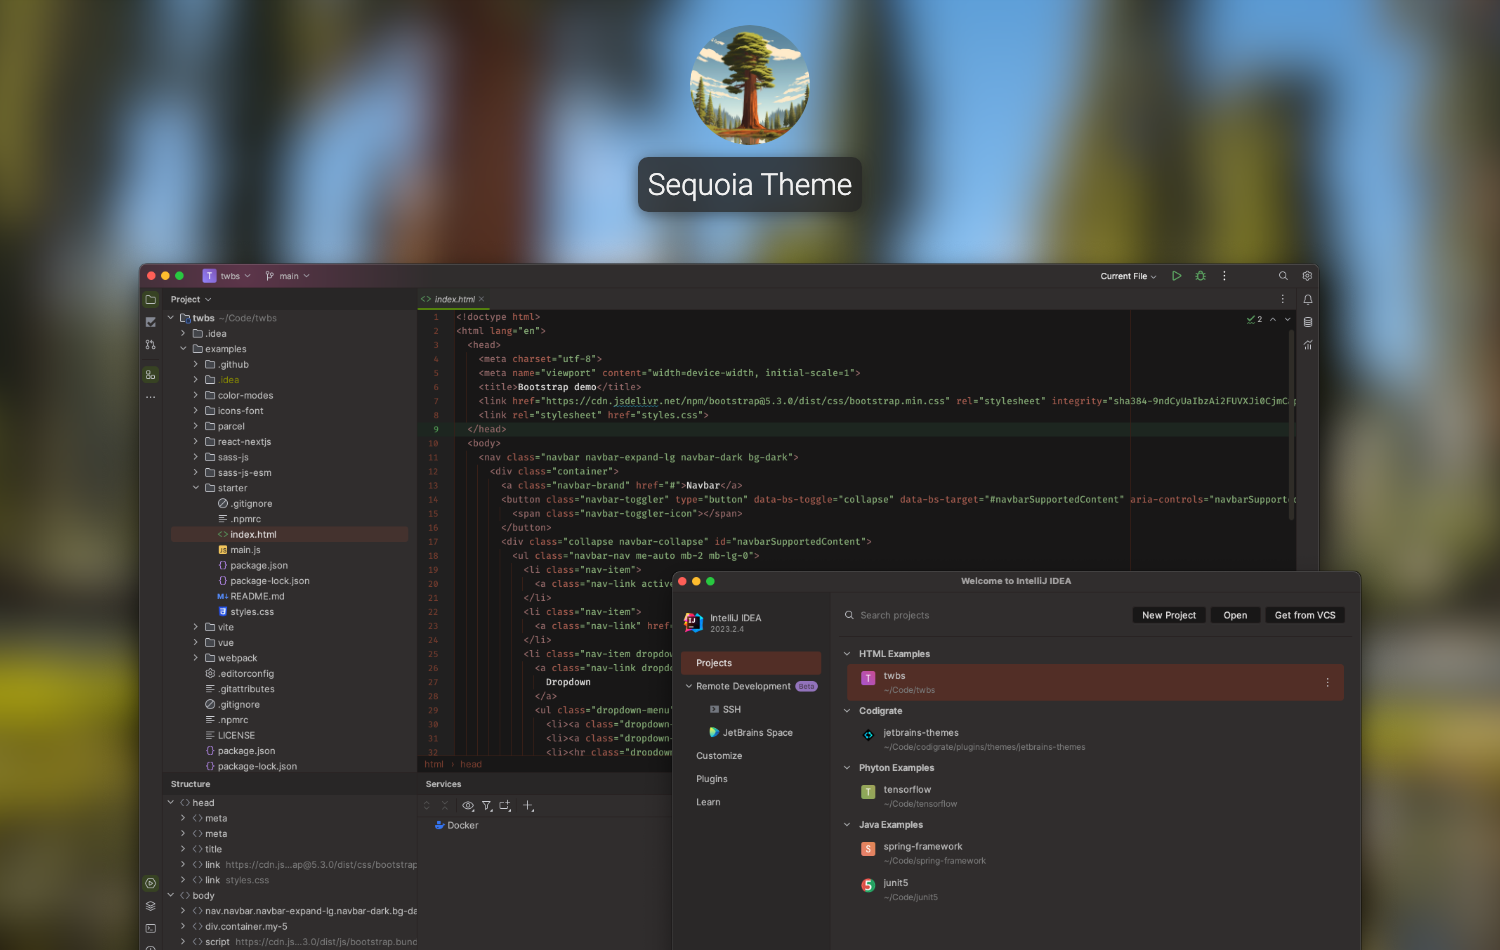 Sequoia Theme
T twbs main
Current File
Project
index.html
twbs ~/Code/twbs
.idea
examples
.github
.idea
color-modes
icons-font
parcel
react-nextjs
sass-js
sass-js-esm
starter
.gitignore
.npmrc
index.html
main.js
package.json
package-lock.json
README.md
styles.css
vite
vue
webpack
.editorconfig
.gitattributes
.gitignore
.npmrc
LICENSE
package.json
package-lock.json
2
1 <!doctype html>
2 <html lang="en">
3 <head>
4 <meta charset="utf-8">
5 <meta name="viewport" content="width=device-width, initial-scale=1">
6 <title>Bootstrap demo</title>
7 <link href="https://cdn.jsdelivr.net/npm/bootstrap@5.3.0/dist/css/bootstrap.min.css" rel="stylesheet" integrity="sha384-9ndCyUaIbzAi2FUVXJi0CjmCap
8 <link rel="stylesheet" href="styles.css">
9 </head>
10 <body>
11 <nav class="navbar navbar-expand-lg navbar-dark bg-dark">
12 <div class="container">
13 <a class="navbar-brand" href="#">Navbar</a>
14 <button class="navbar-toggler" type="button" data-bs-toggle="collapse" data-bs-target="#navbarSupportedContent" aria-controls="navbarSupporte
15 <span class="navbar-toggler-icon"></span>
16 </button>
17 <div class="collapse navbar-collapse" id="navbarSupportedContent">
18 <ul class="navbar-nav me-auto mb-2 mb-lg-0">
19 <li class="nav-item">
20 <a class="nav-link active
21 </li>
22 <li class="nav-item">
23 <a class="nav-link" href
24 </li>
25 <li class="nav-item dropdow
26 <a class="nav-link dropdo
27 Dropdown
28 </a>
29 <ul class="dropdown-menu"
30 <li><a class="dropdown-
31 <li><a class="dropdown-
32 <li><hr class="dropdown
html › head
Structure
head
meta
meta
title
link https://cdn.js...ap@5.3.0/dist/css/bootstrap
link styles.css
body
nav.navbar.navbar-expand-lg.navbar-dark.bg-da
div.container.my-5
script https://cdn.js...3.0/dist/js/bootstrap.bund
Services
Docker
Welcome to IntelliJ IDEA
IJ
IntelliJ IDEA
2023.2.4
Projects
Remote Development Beta
SSH
JetBrains Space
Customize
Plugins
Learn
Search projects
New Project
Open
Get from VCS
HTML Examples
T twbs
~/Code/twbs
Codigrate
jetbrains-themes
~/Code/codigrate/plugins/themes/jetbrains-themes
Phyton Examples
T tensorflow
~/Code/tensorflow
Java Examples
S spring-framework
~/Code/spring-framework
5 junit5
~/Code/junit5